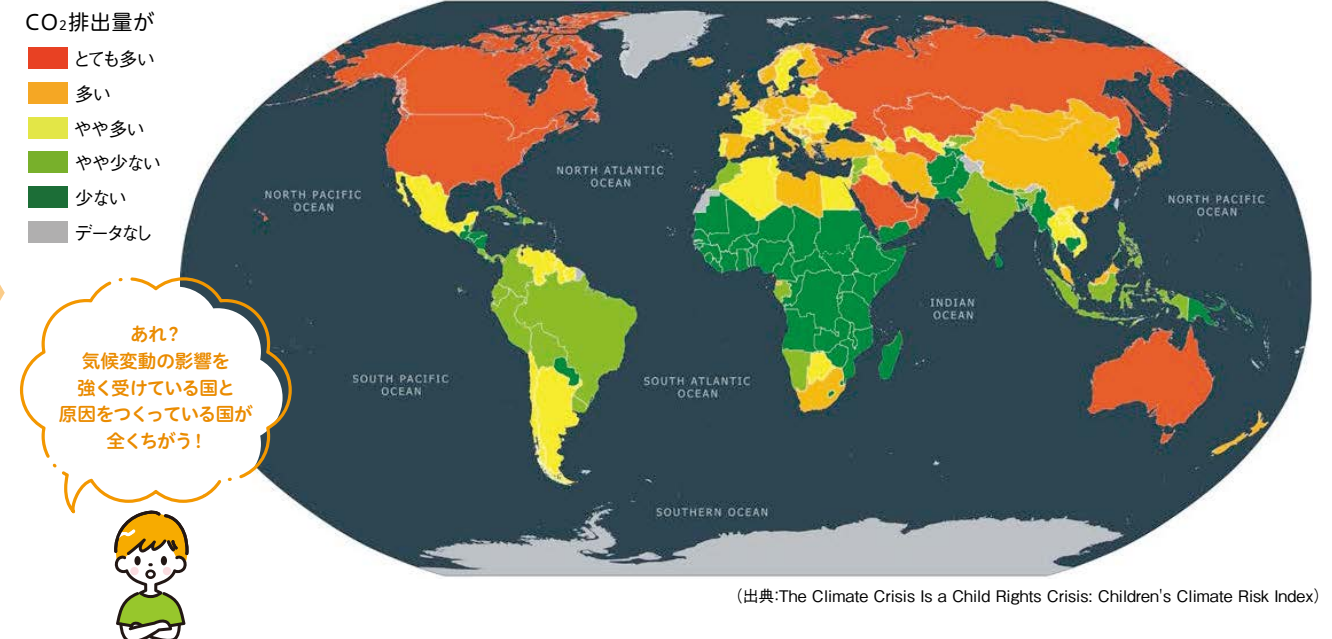 CO₂排出量が
とても多い
多い
やや多い
やや少ない
少ない
データなし
NORTH PACIFIC
OCEAN
NORTH ATLANTIC
OCEAN
NORTH PACIFIC
OCEAN
INDIAN
OCEAN
SOUTH PACIFIC
OCEAN
SOUTH ATLANTIC
OCEAN
SOUTHERN OCEAN
あれ？
気候変動の影響を
強く受けている国と
原因をつくっている国が
全くちがう！
（出典:The Climate Crisis Is a Child Rights Crisis: Children's Climate Risk Index）